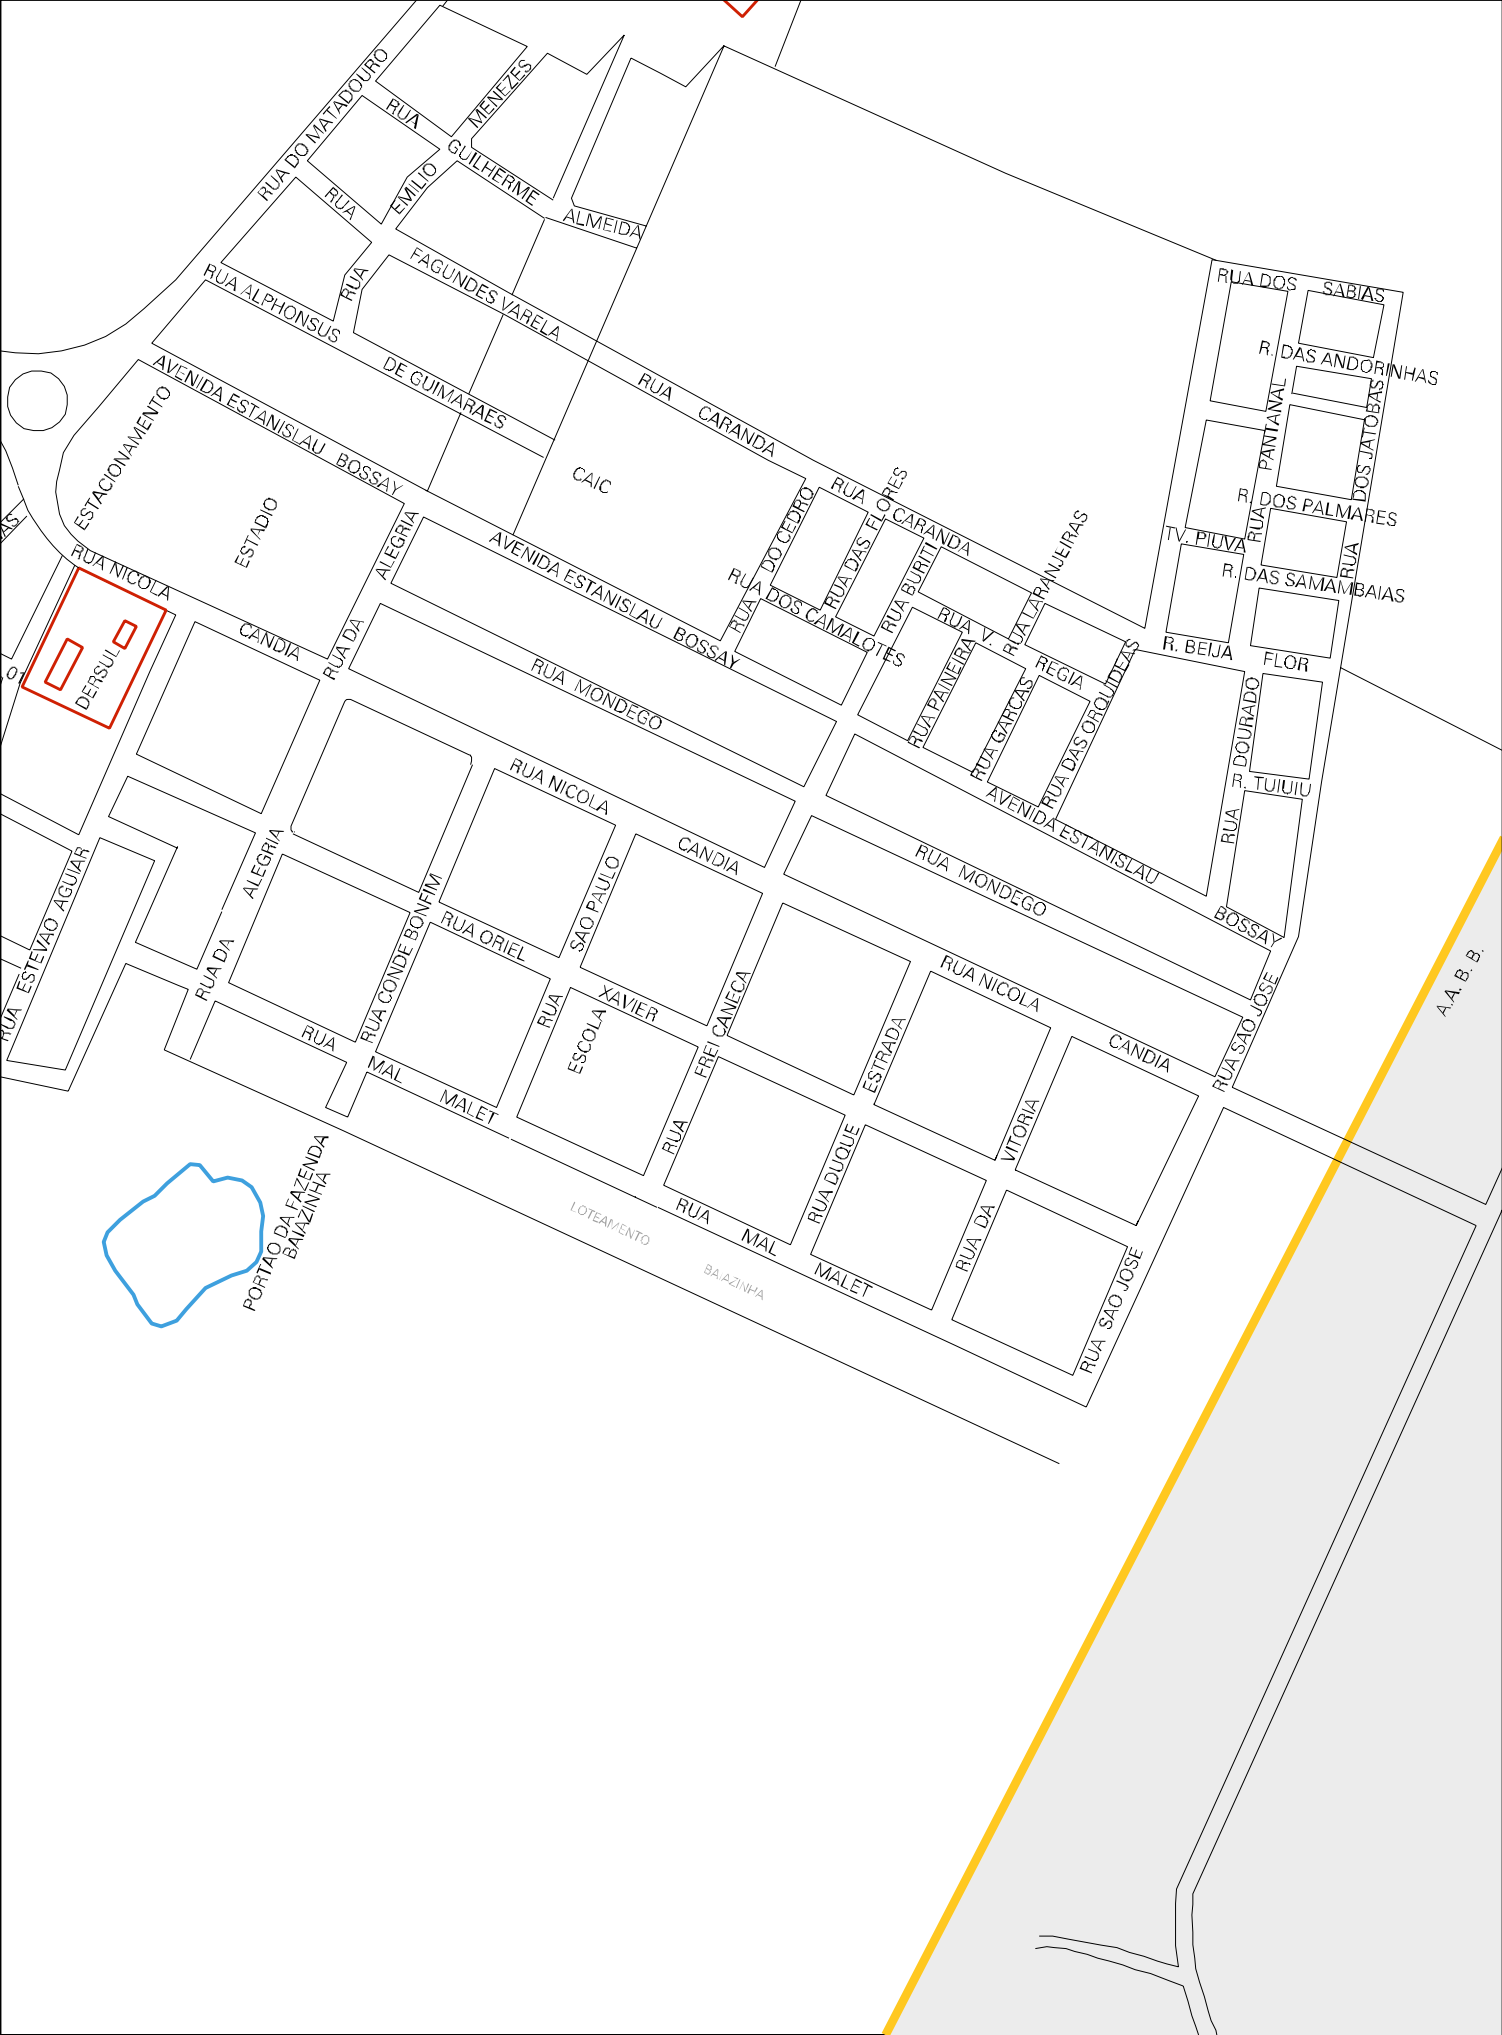 RUA DO MATADOURO
RUA
GUILHERME
ALMEIDA
MENEZES
EMILIO
RUA
RUA
FAGUNDES VARELA
RUA ALPHONSUS
DE GUIMARAES
AVENIDA ESTANISLAU BOSSAY
ESTACIONAMENTO
ESTADIO
RUA CARANDA
CAIC
RUA CARANDA
RUA DOS SABIAS
R. DAS ANDORINHAS
PANTANAL
RUA
DOS JATOBAS
RUA
R. DOS PALMARES
TV. PIUVA
R. DAS SAMAMBAIAS
R. BEIJA FLOR
DOURADO
RUA
R. TUIUIU
RUA DO CEDRO
RUA DAS FLORES
RUA BURITI
RUA LARANJEIRAS
RUA DOS CAMALOTES
RUA V. REGIA
RUA PAINEIRA
RUA GARCAS
RUA DAS ORQUIDEAS
AVENIDA ESTANISLAU BOSSAY
AVENIDA ESTANISLAU
BOSSAY
RUA NICOLA
CANDIA
DERSUL
ALEGRIA
RUA DA
RUA MONDEGO
RUA MONDEGO
RUA NICOLA
CANDIA
RUA NICOLA
CANDIA
RUA ESTEVAO AGUIAR
ALEGRIA
RUA DA
RUA CONDE BONFIM
SAO PAULO
RUA
RUA ORIEL
XAVIER
ESCOLA
FREI CANECA
RUA
ESTRADA
RUA DUQUE
VITORIA
RUA DA
RUA SAO JOSE
RUA SAO JOSE
RUA
MAL
MALET
RUA
MAL
MALET
LOTEAMENTO
BAIAZINHA
PORTAO DA FAZENDA
BAIAZINHA
A.A. B. B.